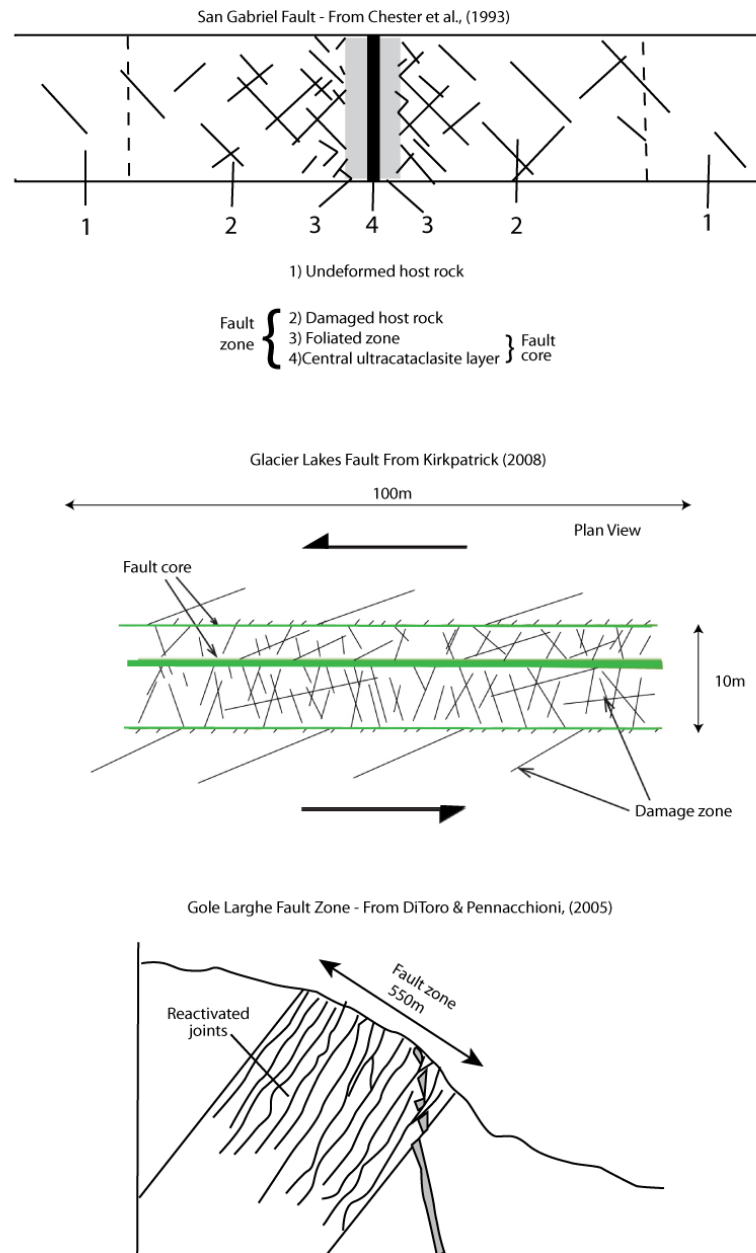 San Gabriel Fault - From Chester et al., (1993)
1 2 3 4 3 2 1
1) Undeformed host rock
Fault
zone
2) Damaged host rock
3) Foliated zone
4)Central ultracataclasite layer
Fault
core
Glacier Lakes Fault From Kirkpatrick (2008)
100m
Plan View
Fault core
10m
Damage zone
Gole Larghe Fault Zone - From DiToro & Pennacchioni, (2005)
Fault zone
550m
Reactivated
joints